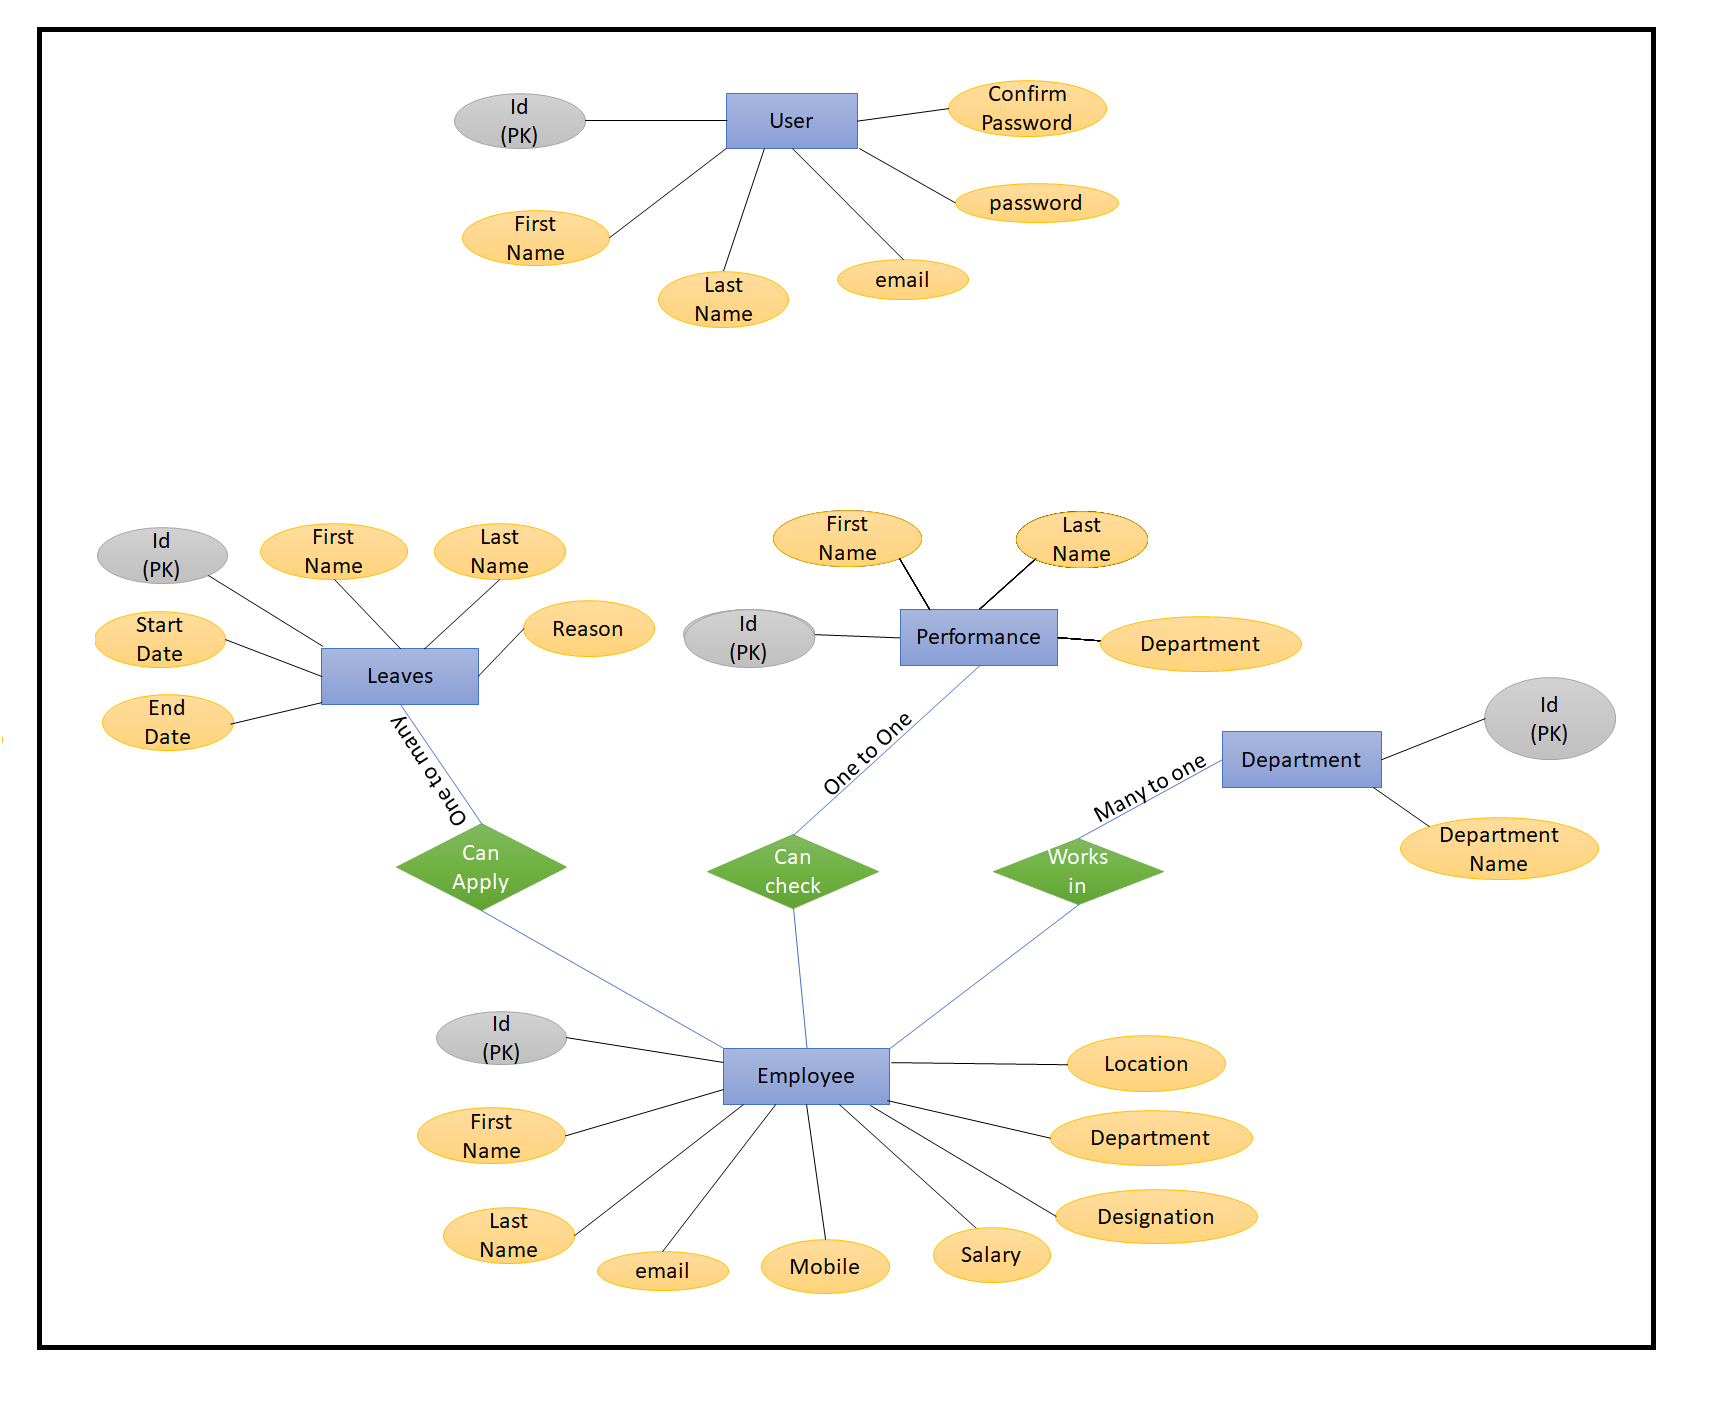 Id
(PK)
User
Confirm
Password
First
Name
Last
Name
email
password
Id
(PK)
First
Name
Last
Name
Start
Date
Reason
End
Date
Leaves
First
Name
Last
Name
Id
(PK)
Performance
Department
Id
(PK)
Department
Department
Name
One to many
One to One
Many to one
Can
Apply
Can
check
Works
in
Id
(PK)
Employee
Location
First
Name
Department
Last
Name
email
Mobile
Salary
Designation